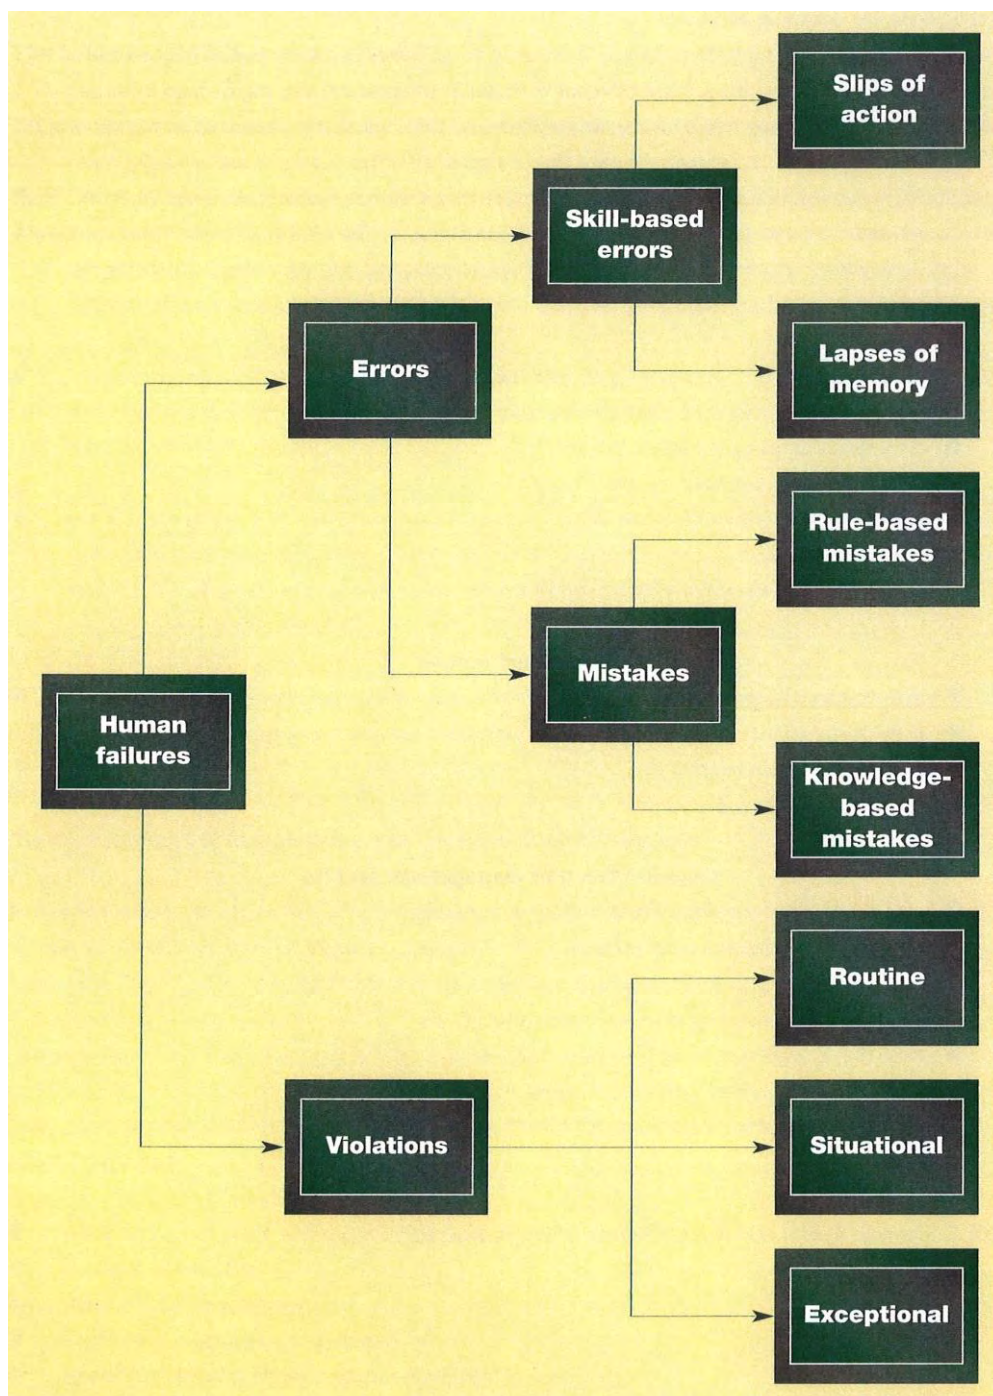 Slips of
action
Skill-based
errors
Errors
Lapses of
memory
Rule-based
mistakes
Mistakes
Human
failures
Knowledge-
based
mistakes
Routine
Violations
Situational
Exceptional